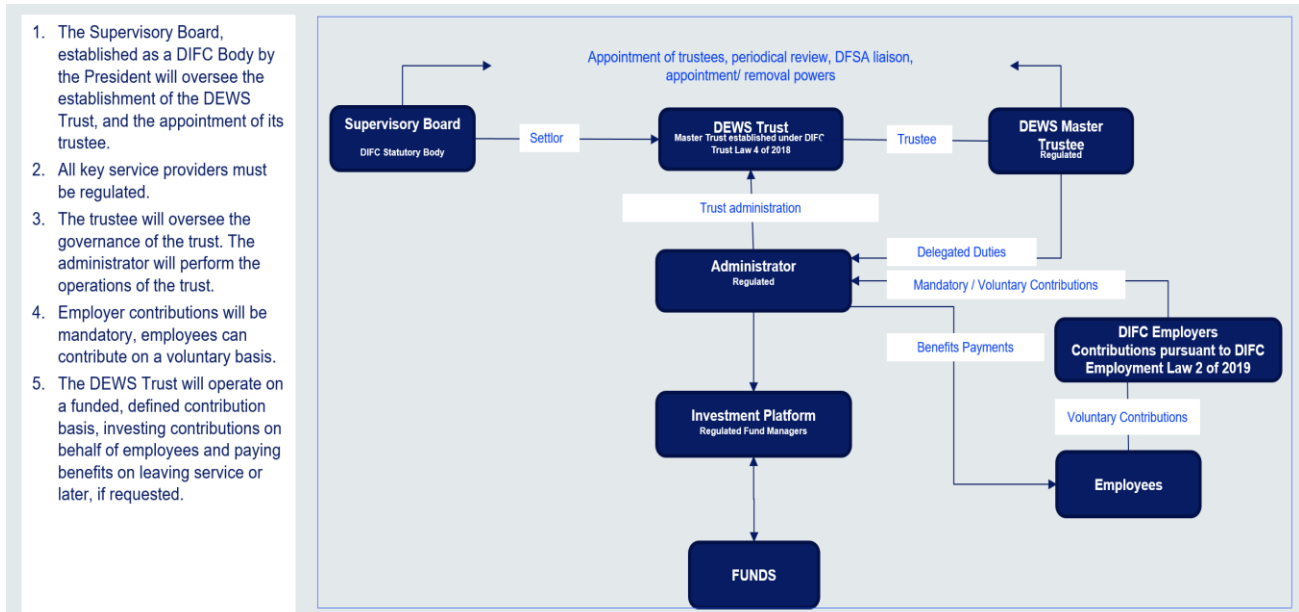 1. The Supervisory Board,
established as a DIFC Body by
the President will oversee the
establishment of the DEWS
Trust, and the appointment of its
trustee.
2. All key service providers must
be regulated.
3. The trustee will oversee the
governance of the trust. The
administrator will perform the
operations of the trust.
4. Employer contributions will be
mandatory, employees can
contribute on a voluntary basis.
5. The DEWS Trust will operate on
a funded, defined contribution
basis, investing contributions on
behalf of employees and paying
benefits on leaving service or
later, if requested.
Appointment of trustees, periodical review, DFSA liaison,
appointment/ removal powers
Supervisory Board
DIFC Statutory Body
Settlor
DEWS Trust
Master Trust established under DIFC
Trust Law 4 of 2018
Trustee
DEWS Master
Trustee
Regulated
Trust administration
Delegated Duties
Administrator
Regulated
Mandatory / Voluntary Contributions
Benefits Payments
DIFC Employers
Contributions pursuant to DIFC
Employment Law 2 of 2019
Investment Platform
Regulated Fund Managers
Voluntary Contributions
Employees
FUNDS